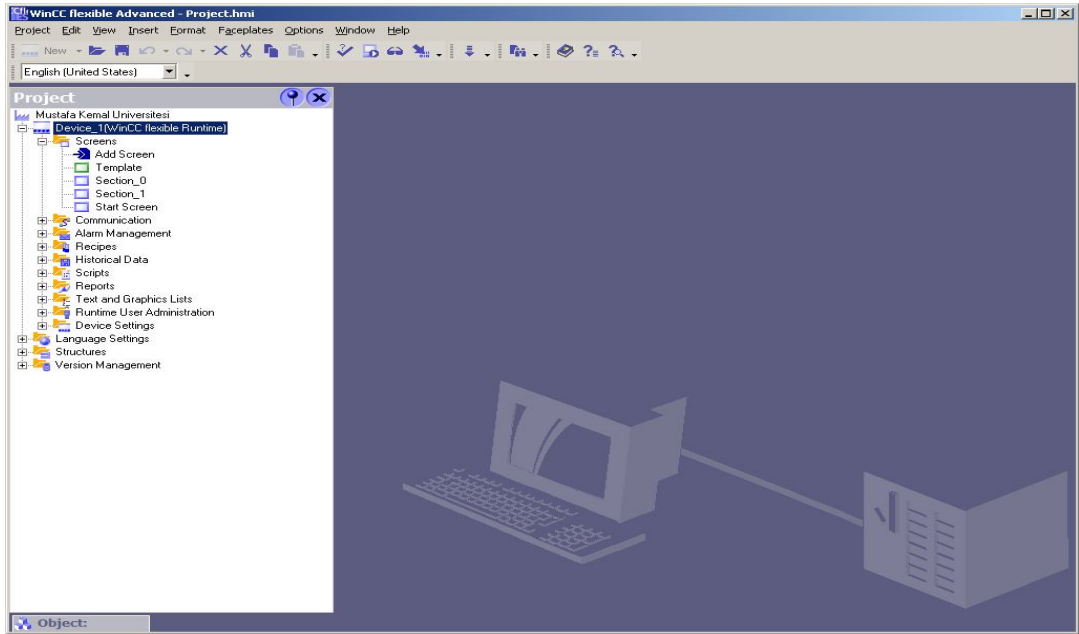 WinCC flexible Advanced - Project.hmi
Project Edit View Insert Format Faceplates Options Window Help
New
English (United States)
Project
Mustafa Kemal Universitesi
Device_1(WinCC flexible Runtime)
Screens
Add Screen
Template
Section_0
Section_1
Start Screen
Communication
Alarm Management
Recipes
Historical Data
Scripts
Reports
Text and Graphics Lists
Runtime User Administration
Device Settings
Language Settings
Structures
Version Management
Object: